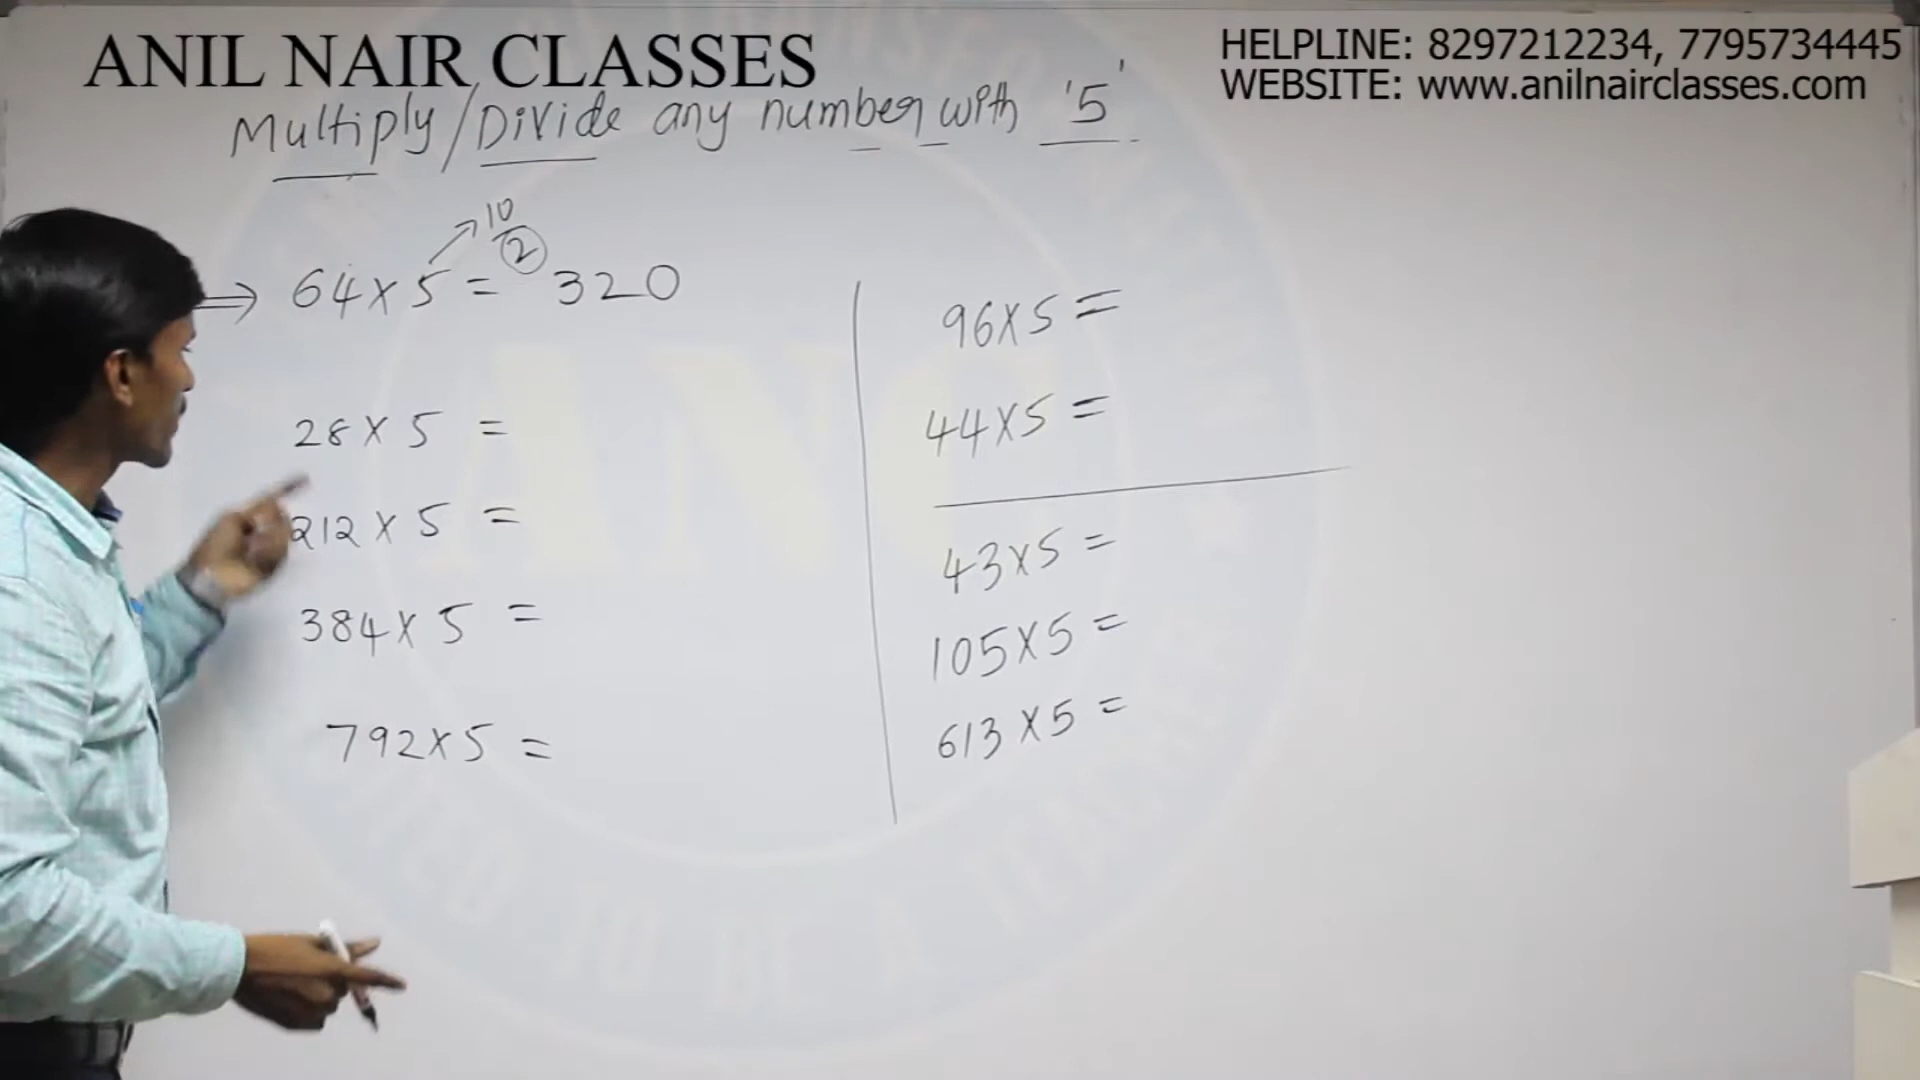 ANIL NAIR CLASSES
HELPLINE: 8297212234, 7795734445
WEBSITE: www.anilnairclasses.com
Multiply/Divide any number with '5'
10
2
⇒ 64×5 = 320
28×5 =
212×5 =
384×5 =
792×5 =
96×5 =
44×5 =
43×5 =
105×5 =
613×5 =
ANC